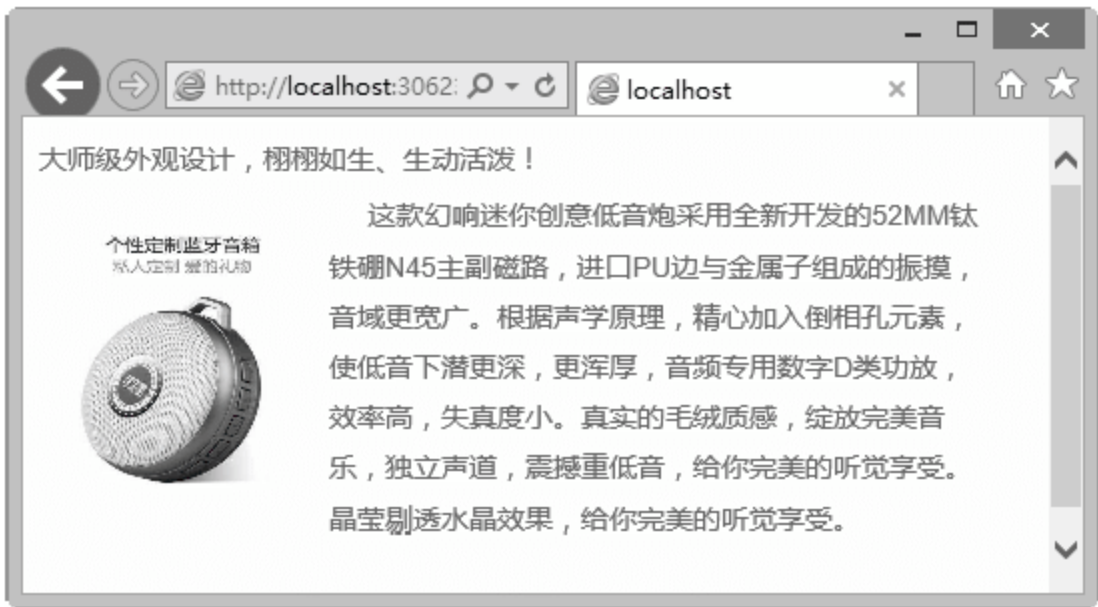 http://localhost:3062
localhost
大师级外观设计，栩栩如生、生动活泼！
个性定制蓝牙音箱
私人定制 爱的礼物
这款幻响迷你创意低音炮采用全新开发的52MM钛
铁硼N45主副磁路，进口PU边与金属子组成的振摸，
音域更宽广。根据声学原理，精心加入倒相孔元素，
使低音下潜更深，更浑厚，音频专用数字D类功放，
效率高，失真度小。真实的毛绒质感，绽放完美音
乐，独立声道，震撼重低音，给你完美的听觉享受。
晶莹剔透水晶效果，给你完美的听觉享受。